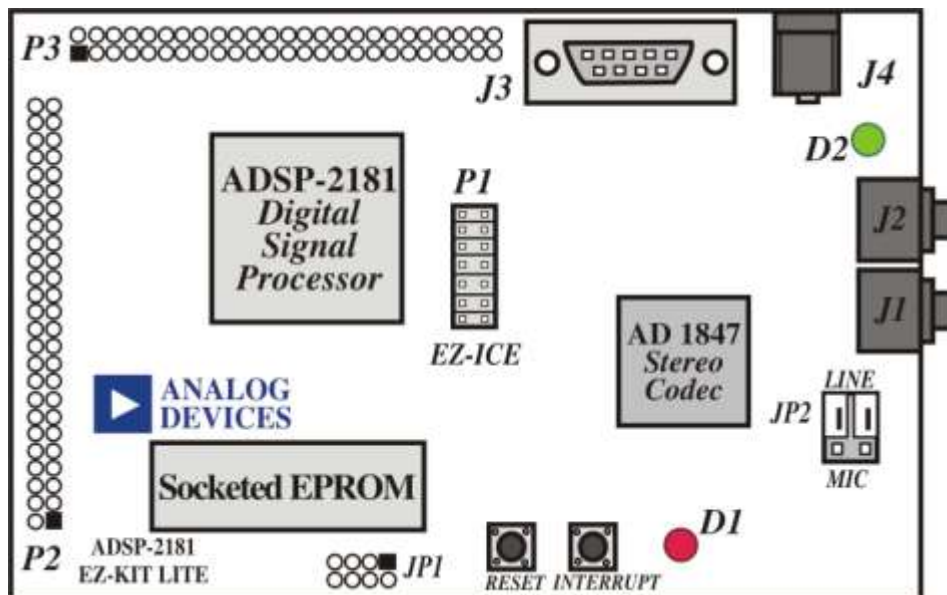 P3
J3
J4
D2
ADSP-2181
Digital
Signal
Processor
P1
EZ-ICE
J2
J1
AD 1847
Stereo
Codec
LINE
JP2
MIC
ANALOG
DEVICES
Socketed EPROM
P2
ADSP-2181
EZ-KIT LITE
JP1
RESET
INTERRUPT
D1